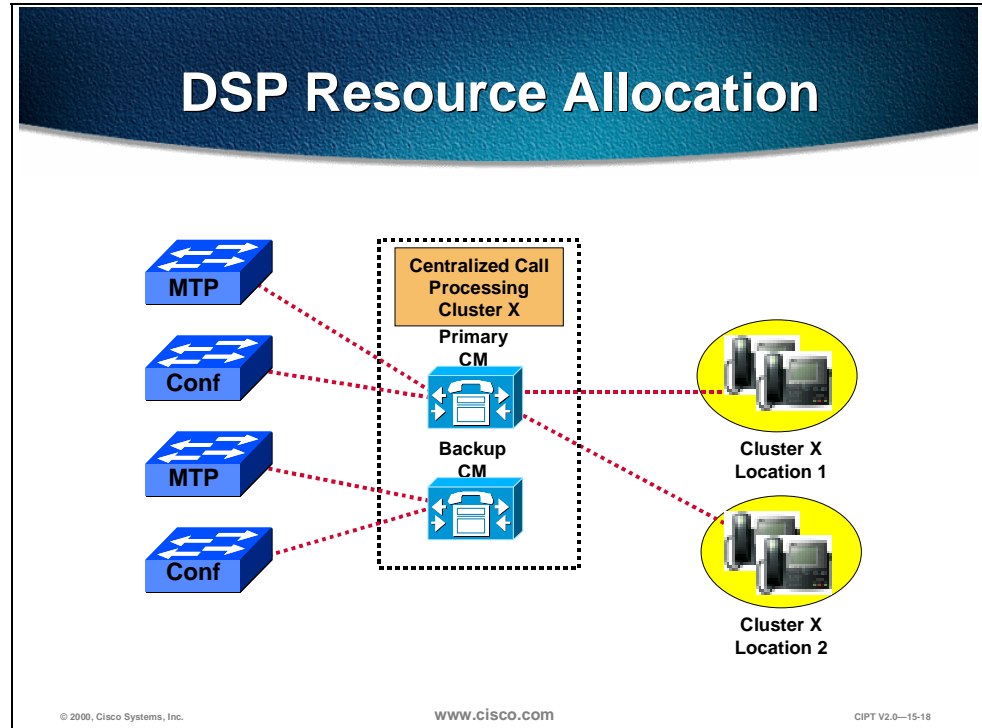 DSP Resource Allocation
MTP
Conf
MTP
Conf
Centralized Call
Processing
Cluster X
Primary
CM
Backup
CM
Cluster X
Location 1
Cluster X
Location 2
© 2000, Cisco Systems, Inc.
www.cisco.com
CIPT V2.0—15-18